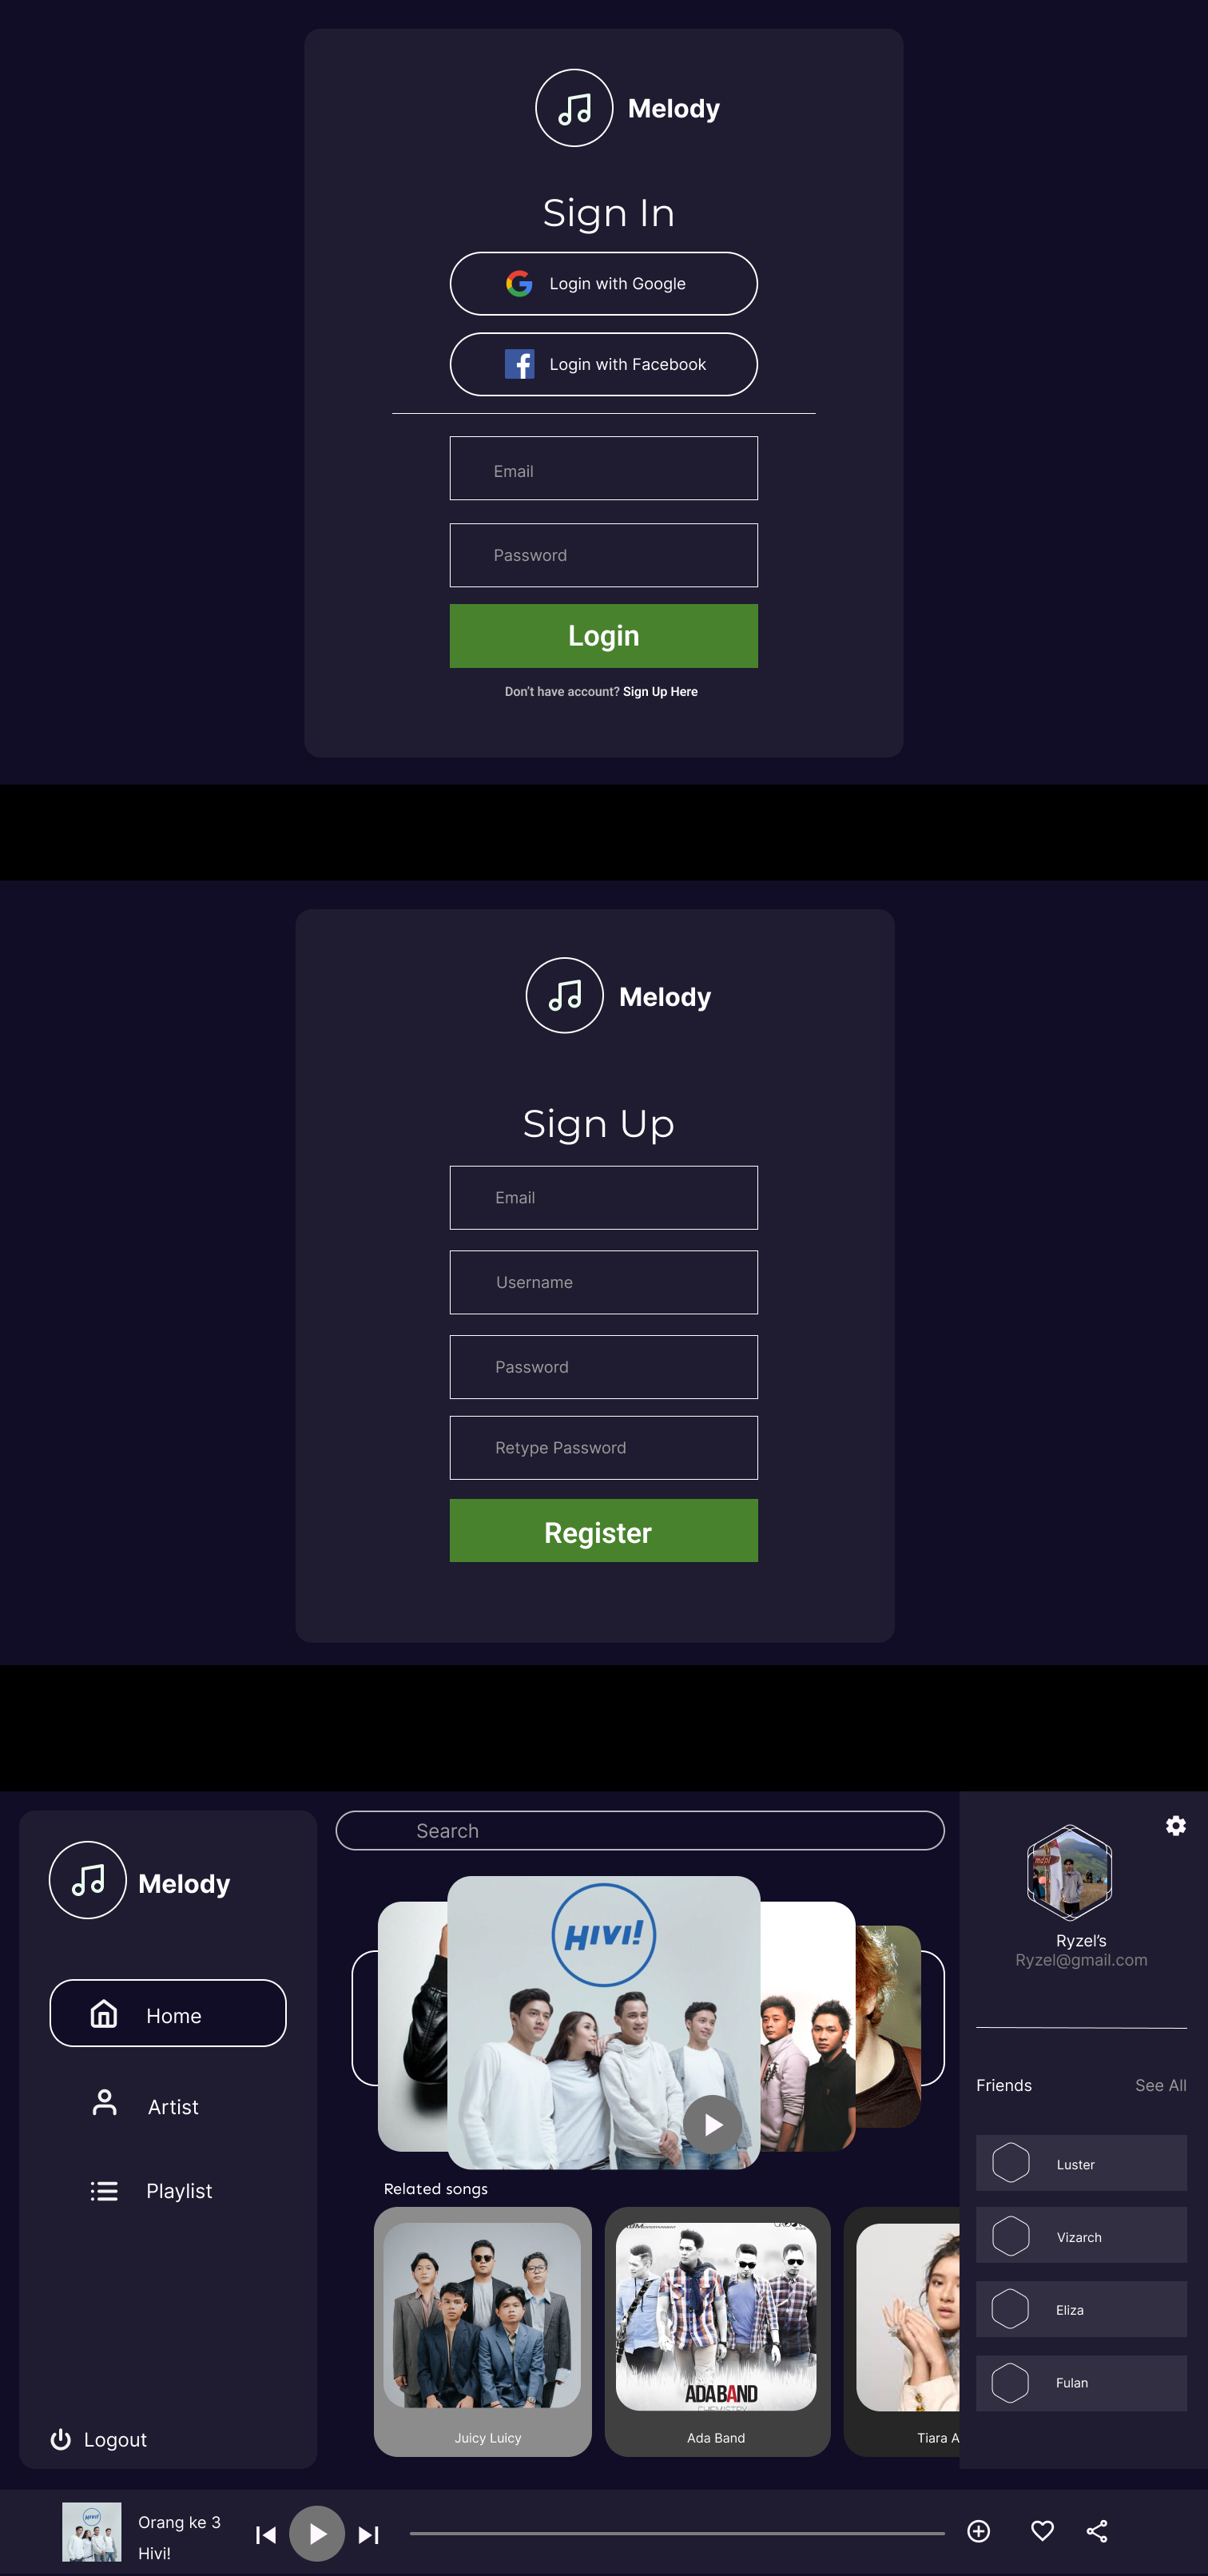 Melody
Sign In
Login with Google
Login with Facebook
Email
Password
Login
Don't have account? Sign Up Here
Melody
Sign Up
Email
Username
Password
Retype Password
Register
Melody
Home
Artist
Playlist
Logout
Search
HIVI!
Related songs
ADABAND
CHEMISTRY
Juicy Luicy
Ada Band
Tiara A
Ryzel's
Ryzel@gmail.com
Friends
See All
Luster
Vizarch
Eliza
Fulan
HIVI!
Orang ke 3
Hivi!